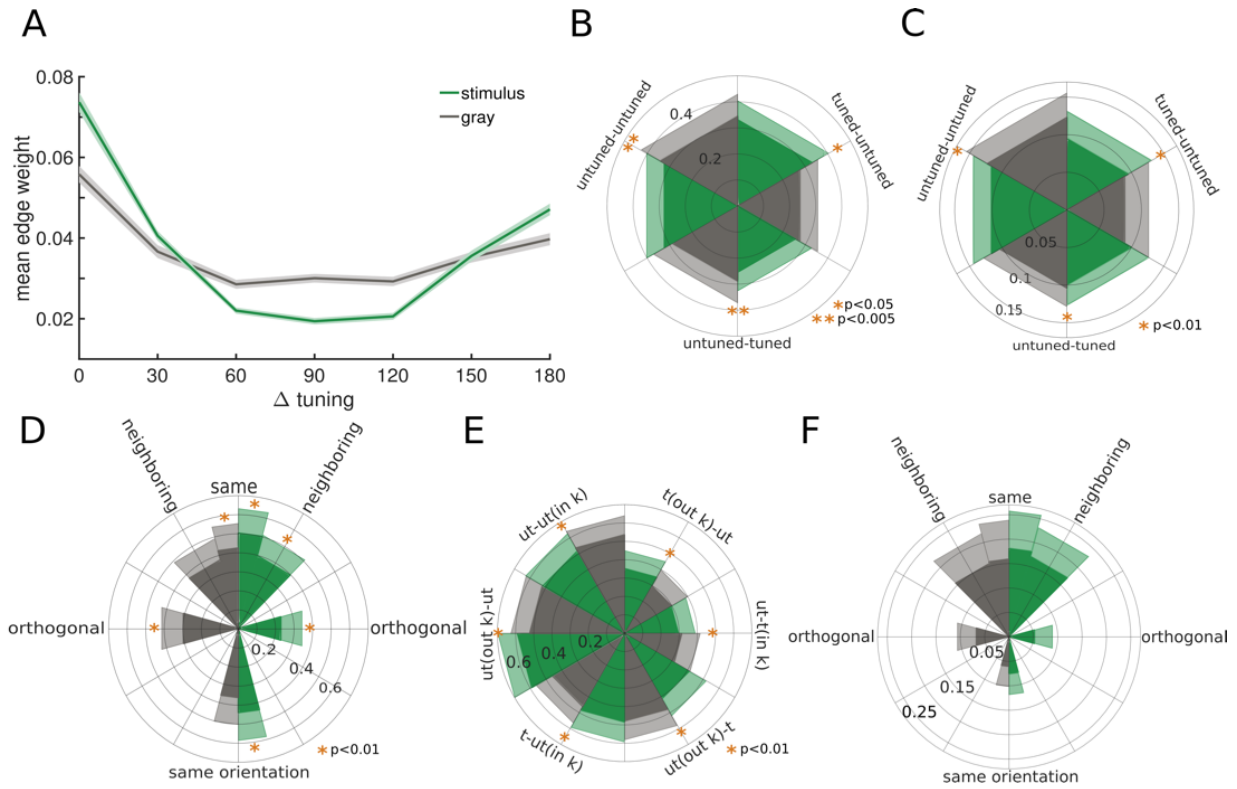 A
0.08
0.06
0.04
0.02
mean edge weight
0
30
60
90
120
150
180
Δ tuning
stimulus
gray
B
untuned-untuned
tuned-untuned
untuned-tuned
0.4
0.2
*p<0.05
**p<0.005
C
untuned-untuned
tuned-untuned
untuned-tuned
0.05
0.1
0.15
*p<0.01
D
neighboring
same
neighboring
orthogonal
orthogonal
0.2
0.4
0.6
same orientation
*p<0.01
E
ut-ut(in k)
t(out k)-ut
ut(out k)-ut
ut-t(in k)
0.6
0.4
0.2
t-ut(in k)
ut(out k)-t
*p<0.01
F
neighboring
same
neighboring
orthogonal
orthogonal
0.05
0.15
0.25
same orientation